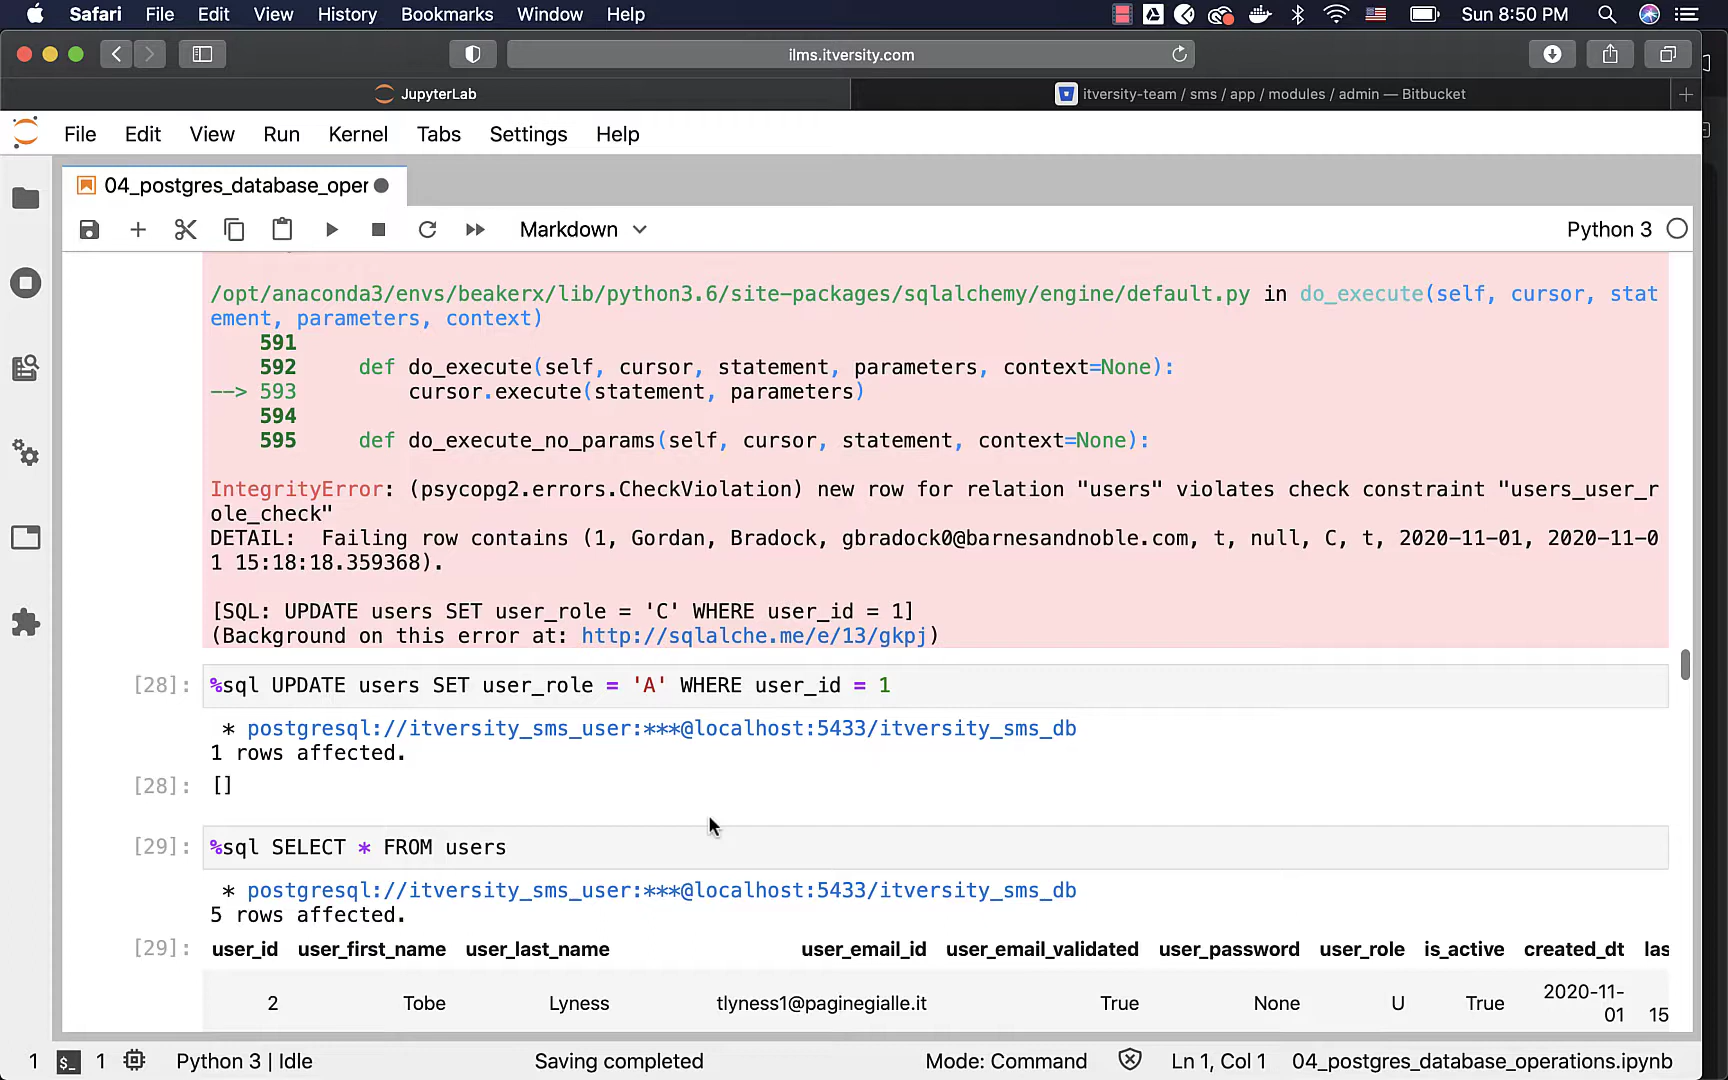 Safari File Edit View History Bookmarks Window Help Sun 8:50 PM
ilms.itversity.com
JupyterLab itversity-team / sms / app / modules / admin — Bitbucket
File Edit View Run Kernel Tabs Settings Help
04_postgres_database_oper
Markdown Python 3
/opt/anaconda3/envs/beakerx/lib/python3.6/site-packages/sqlalchemy/engine/default.py in do_execute(self, cursor, stat
ement, parameters, context)
591
592 def do_execute(self, cursor, statement, parameters, context=None):
--> 593 cursor.execute(statement, parameters)
594
595 def do_execute_no_params(self, cursor, statement, context=None):
IntegrityError: (psycopg2.errors.CheckViolation) new row for relation "users" violates check constraint "users_user_r
ole_check"
DETAIL:  Failing row contains (1, Gordan, Bradock, gbradock0@barnesandnoble.com, t, null, C, t, 2020-11-01, 2020-11-0
1 15:18:18.359368).
[SQL: UPDATE users SET user_role = 'C' WHERE user_id = 1]
(Background on this error at: http://sqlalche.me/e/13/gkpj)
[28]: %sql UPDATE users SET user_role = 'A' WHERE user_id = 1
* postgresql://itversity_sms_user:***@localhost:5433/itversity_sms_db
1 rows affected.
[28]: []
[29]: %sql SELECT * FROM users
* postgresql://itversity_sms_user:***@localhost:5433/itversity_sms_db
5 rows affected.
[29]: user_id user_first_name user_last_name user_email_id user_email_validated user_password user_role is_active created_dt las
2 Tobe Lyness tlyness1@paginegialle.it True None U True 2020-11-
01 15
1 1 Python 3 | Idle Saving completed Mode: Command Ln 1, Col 1 04_postgres_database_operations.ipynb